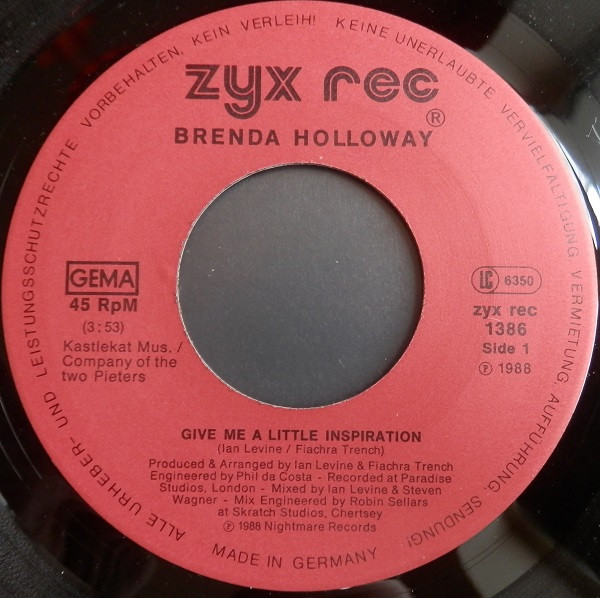 ALLE URHEBER- UND LEISTUNGSSCHUTZRECHTE VORBEHALTEN. KEIN VERLEIH! KEINE UNERLAUBTE VERVIELFÄLTIGUNG, VERMIETUNG, AUFFÜHRUNG, SENDUNG!
zyx rec
®
BRENDA HOLLOWAY
GEMA
45 RpM
(3:53)
Kastlekat Mus. /
Company of the
two Pieters
LC 6350
zyx rec
1386
Side 1
℗ 1988
GIVE ME A LITTLE INSPIRATION
(Ian Levine / Fiachra Trench)
Produced & Arranged by Ian Levine & Fiachra Trench
Engineered by Phil da Costa - Recorded at Paradise
Studios, London - Mixed by Ian Levine & Steven
Wagner - Mix Engineered by Robin Sellars
at Skratch Studios, Chertsey
℗ 1988 Nightmare Records
MADE IN GERMANY